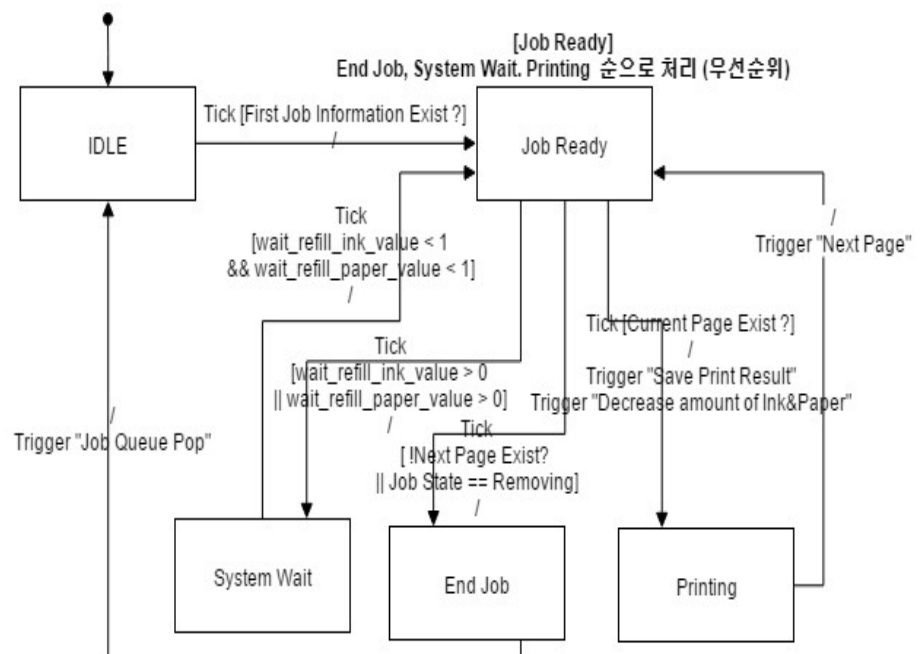 [Job Ready]
End Job, System Wait. Printing 순으로 처리 (우선순위)
IDLE
Tick [First Job Information Exist ?]
/
Job Ready
Tick
[wait_refill_ink_value < 1
&& wait_refill_paper_value < 1]
/
/
Trigger "Next Page"
Tick [Current Page Exist ?]
/
Trigger "Save Print Result"
Trigger "Decrease amount of Ink&Paper"
Tick
[wait_refill_ink_value > 0
|| wait_refill_paper_value > 0]
/
/
Trigger "Job Queue Pop"
Tick
[ !Next Page Exist?
|| Job State == Removing]
/
System Wait
End Job
Printing